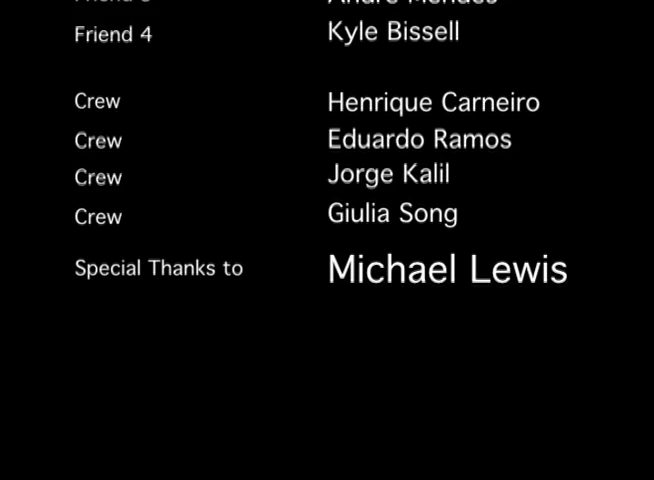 Friend 4 Kyle Bissell
Crew Henrique Carneiro
Crew Eduardo Ramos
Crew Jorge Kalil
Crew Giulia Song
Special Thanks to Michael Lewis